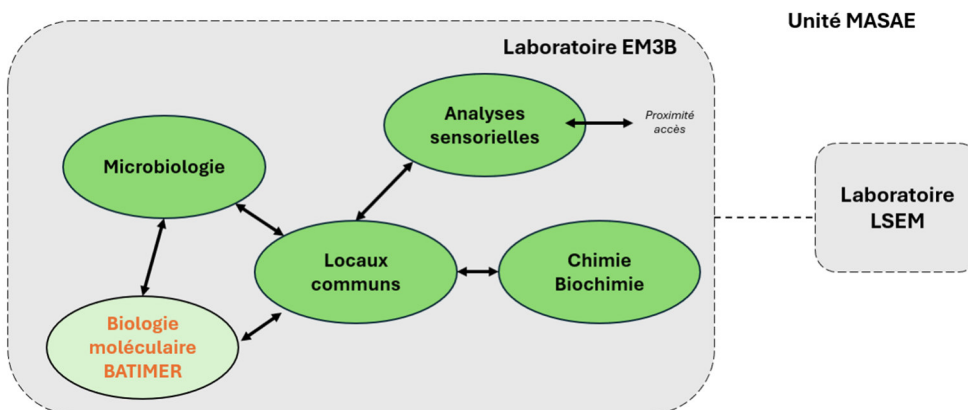 Unité MASAE
Laboratoire EM3B
Analyses
sensorielles
Proximité
accès
Microbiologie
Laboratoire
LSEM
Locaux
communs
Chimie
Biochimie
Biologie
moléculaire
BATIMER